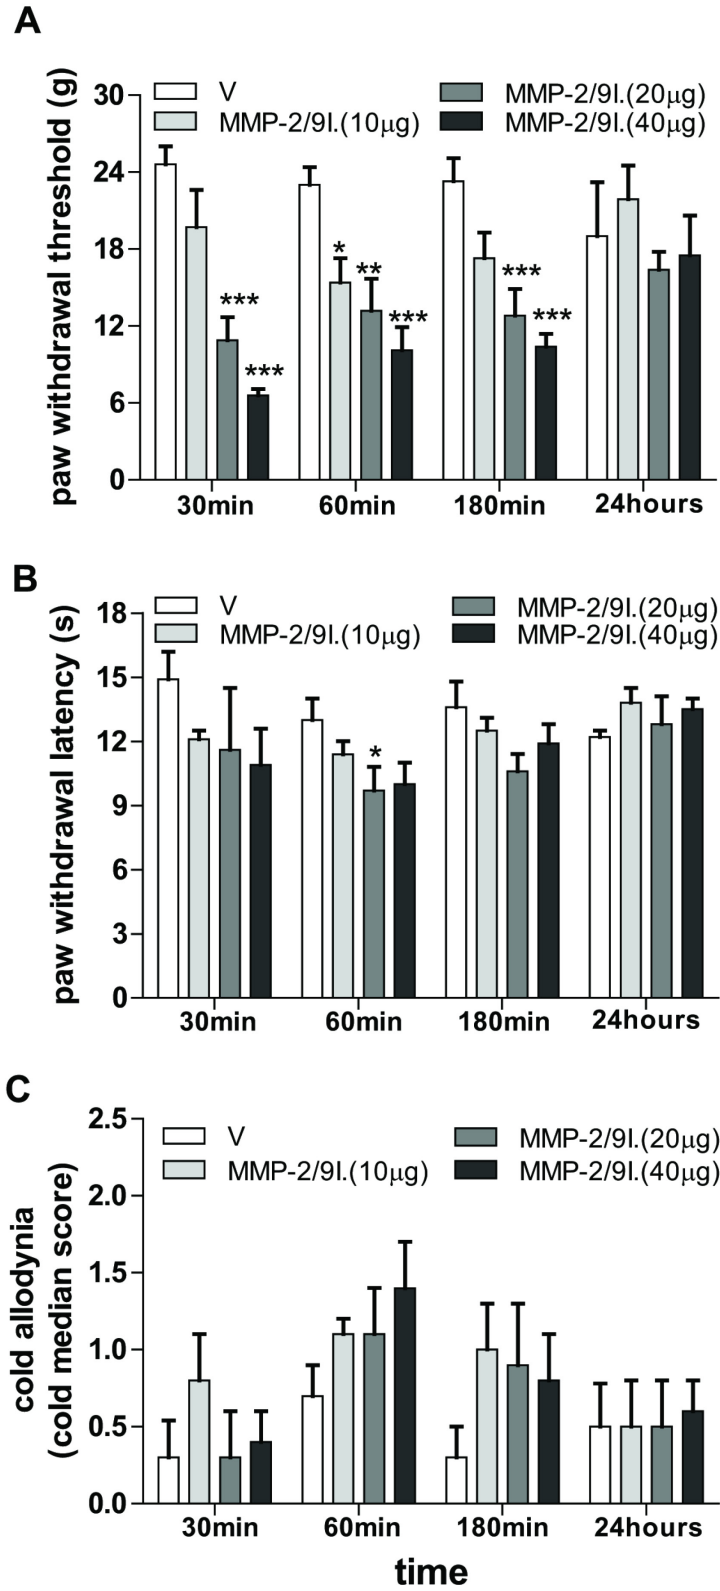 A
paw withdrawal threshold (g)
30
24
18
12
6
0
V
MMP-2/9I.(10µg)
MMP-2/9I.(20µg)
MMP-2/9I.(40µg)
***
***
*
**
***
***
***
30min
60min
180min
24hours
B
paw withdrawal latency (s)
18
15
12
9
6
3
0
V
MMP-2/9I.(10µg)
MMP-2/9I.(20µg)
MMP-2/9I.(40µg)
*
30min
60min
180min
24hours
C
cold allodynia
(cold median score)
2.5
2.0
1.5
1.0
0.5
0.0
V
MMP-2/9I.(10µg)
MMP-2/9I.(20µg)
MMP-2/9I.(40µg)
30min
60min
180min
24hours
time